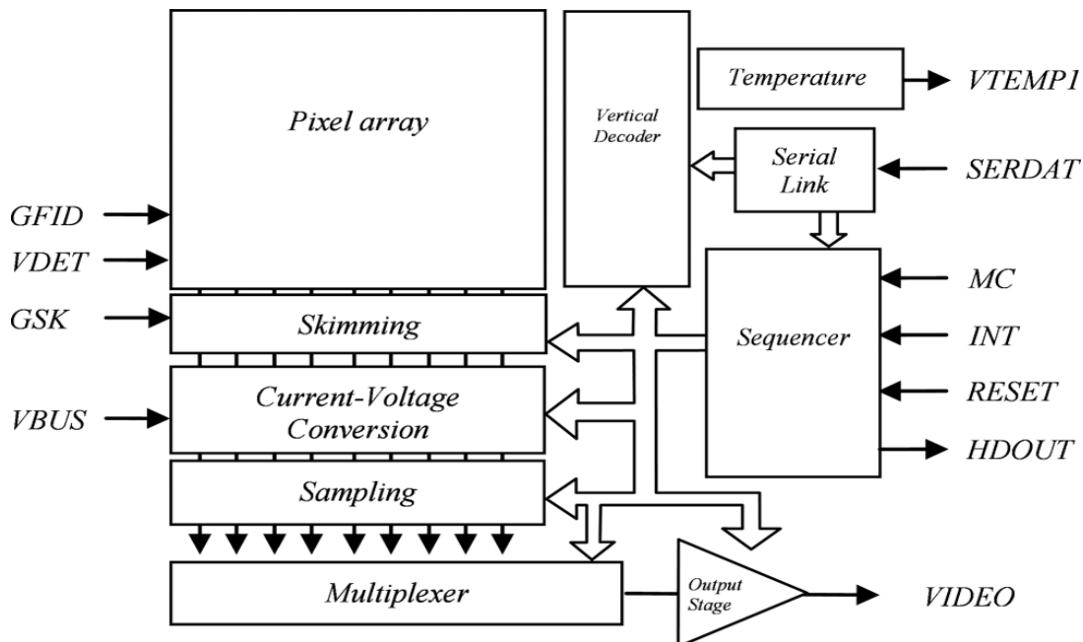 Pixel array
Vertical
Decoder
Temperature
VTEMP1
Serial
Link
SERDAT
GFID
VDET
GSK
Skimming
Sequencer
MC
INT
RESET
HDOUT
VBUS
Current-Voltage
Conversion
Sampling
Multiplexer
Output
Stage
VIDEO